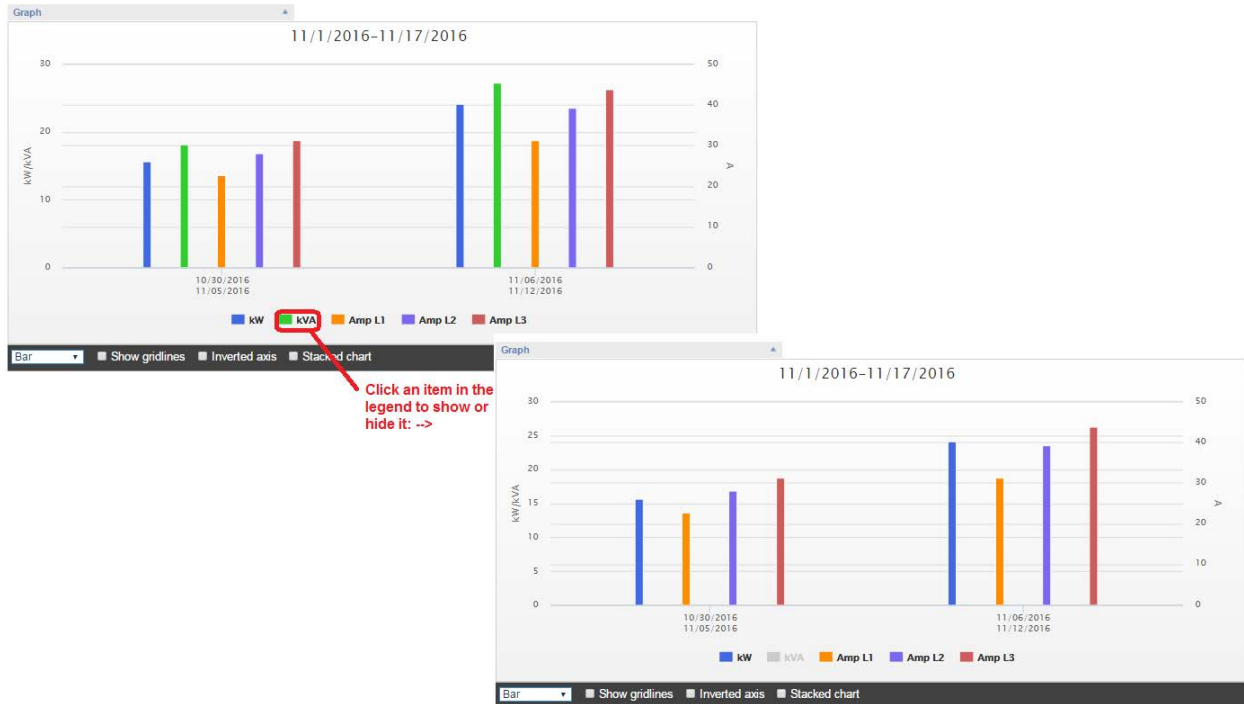 Graph
11/1/2016-11/17/2016
30
20
10
0
kW/kVA
50
40
30
20
10
0
A
10/30/2016
11/05/2016
11/06/2016
11/12/2016
kW kVA Amp L1 Amp L2 Amp L3
Bar Show gridlines Inverted axis Stacked chart
Click an item in the
legend to show or
hide it: -->
Graph
11/1/2016-11/17/2016
30
25
20
15
10
5
0
kW/kVA
50
40
30
20
10
0
A
10/30/2016
11/05/2016
11/06/2016
11/12/2016
kW kVA Amp L1 Amp L2 Amp L3
Bar Show gridlines Inverted axis Stacked chart